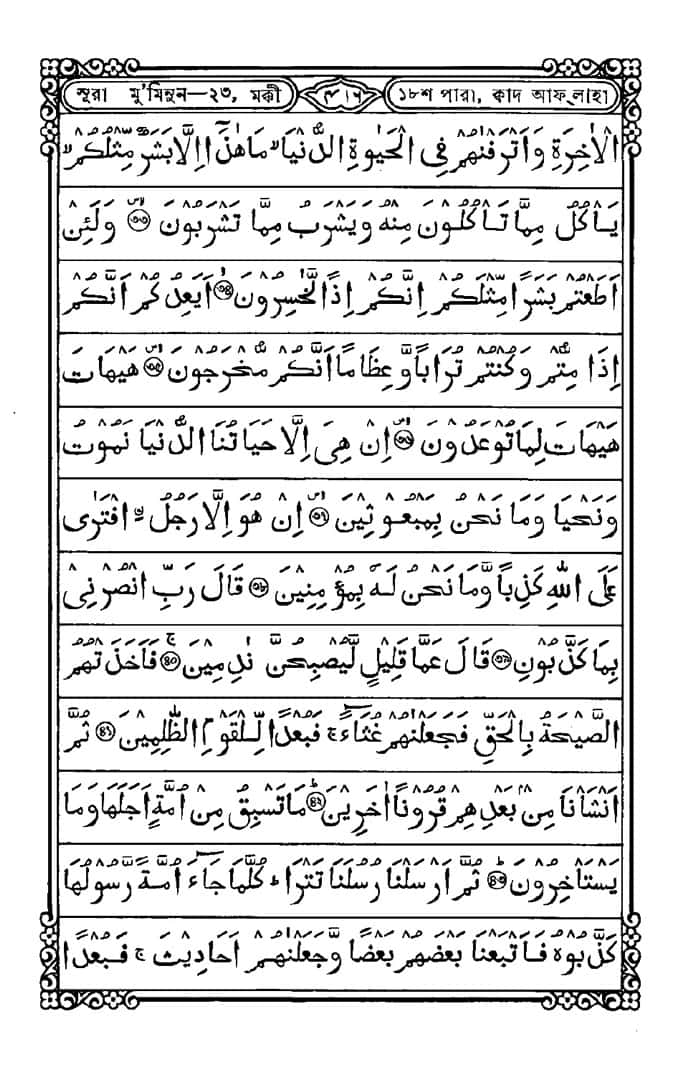 সূরা মু'মিনুন—২৩, মক্কী ৩১৬ ১৮শ পারা, ক্বাদ আফ্‌লাহা
الْاٰخِرَةِ وَاَتْرَفْنٰهُمْ فِي الْحَيٰوةِ الدُّنْيَا ۙ مَا هٰذَآ اِلَّا بَشَرٌ مِّثْلُكُمْ ۙ
يَاْكُلُ مِمَّا تَاْكُلُوْنَ مِنْهُ وَيَشْرَبُ مِمَّا تَشْرَبُوْنَ ۝٣٣ وَلَئِنْ
اَطَعْتُمْ بَشَرًا مِّثْلَكُمْ اِنَّكُمْ اِذًا لَّخٰسِرُوْنَ ۝٣٤ اَيَعِدُكُمْ اَنَّكُمْ
اِذَا مِتُّمْ وَكُنْتُمْ تُرَابًا وَّعِظَامًا اَنَّكُمْ مُّخْرَجُوْنَ ۝٣٥ هَيْهَاتَ
هَيْهَاتَ لِمَا تُوْعَدُوْنَ ۝٣٦ اِنْ هِيَ اِلَّا حَيَاتُنَا الدُّنْيَا نَمُوْتُ
وَنَحْيَا وَمَا نَحْنُ بِمَبْعُوْثِيْنَ ۝٣٧ اِنْ هُوَ اِلَّا رَجُلُ ۨ افْتَرٰى
عَلَى اللّٰهِ كَذِبًا وَّمَا نَحْنُ لَهٗ بِمُؤْمِنِيْنَ ۝٣٨ قَالَ رَبِّ انْصُرْنِيْ
بِمَا كَذَّبُوْنِ ۝٣٩ قَالَ عَمَّا قَلِيْلٍ لَّيُصْبِحُنَّ نٰدِمِيْنَ ۝٤٠ فَاَخَذَتْهُمُ
الصَّيْحَةُ بِالْحَقِّ فَجَعَلْنٰهُمْ غُثَآءً ۚ فَبُعْدًا لِّلْقَوْمِ الظّٰلِمِيْنَ ۝٤١ ثُمَّ
اَنْشَاْنَا مِنْۢ بَعْدِهِمْ قُرُوْنًا اٰخَرِيْنَ ۝٤٢ مَا تَسْبِقُ مِنْ اُمَّةٍ اَجَلَهَا وَمَا
يَسْتَاْخِرُوْنَ ۝٤٣ ثُمَّ اَرْسَلْنَا رُسُلَنَا تَتْرَا ؕ كُلَّمَا جَآءَ اُمَّةً رَّسُوْلُهَا
كَذَّبُوْهُ فَاَتْبَعْنَا بَعْضَهُمْ بَعْضًا وَّجَعَلْنٰهُمْ اَحَادِيْثَ ۚ فَبُعْدًا